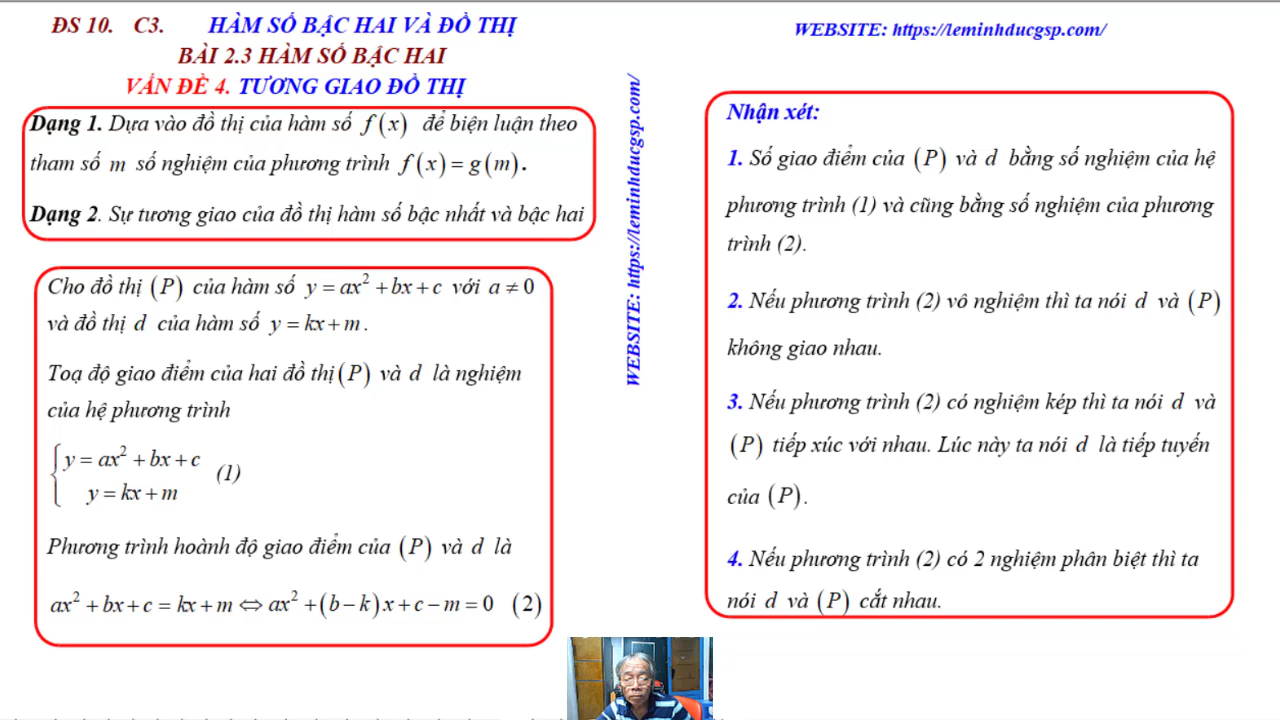 ĐS 10. C3. HÀM SỐ BẬC HAI VÀ ĐỒ THỊ
BÀI 2.3 HÀM SỐ BẬC HAI
VẤN ĐỀ 4. TƯƠNG GIAO ĐỒ THỊ
Dạng 1. Dựa vào đồ thị của hàm số f(x) để biện luận theo
tham số m số nghiệm của phương trình f(x) = g(m).
Dạng 2. Sự tương giao của đồ thị hàm số bậc nhất và bậc hai
Cho đồ thị (P) của hàm số y = ax² + bx + c với a ≠ 0
và đồ thị d của hàm số y = kx + m.
Toạ độ giao điểm của hai đồ thị (P) và d là nghiệm
của hệ phương trình
y = ax² + bx + c
y = kx + m
(1)
Phương trình hoành độ giao điểm của (P) và d là
ax² + bx + c = kx + m ⇔ ax² + (b − k)x + c − m = 0 (2)
WEBSITE: https://leminhducgsp.com/
WEBSITE: https://leminhducgsp.com/
Nhận xét:
1. Số giao điểm của (P) và d bằng số nghiệm của hệ
phương trình (1) và cũng bằng số nghiệm của phương
trình (2).
2. Nếu phương trình (2) vô nghiệm thì ta nói d và (P)
không giao nhau.
3. Nếu phương trình (2) có nghiệm kép thì ta nói d và
(P) tiếp xúc với nhau. Lúc này ta nói d là tiếp tuyến
của (P).
4. Nếu phương trình (2) có 2 nghiệm phân biệt thì ta
nói d và (P) cắt nhau.